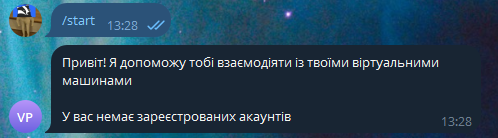 /start
13:28
Привіт! Я допоможу тобі взаємодіяти із твоїми віртуальними
машинами
У вас немає зареєстрованих акаунтів
VP
13:28